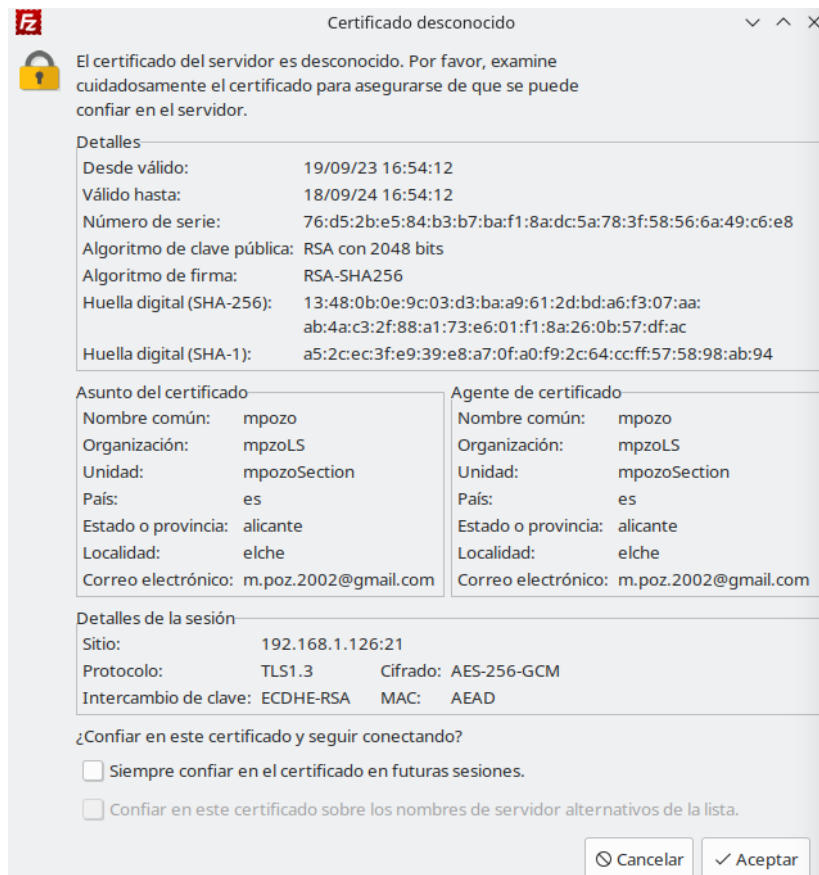 Certificado desconocido
El certificado del servidor es desconocido. Por favor, examine
cuidadosamente el certificado para asegurarse de que se puede
confiar en el servidor.
Detalles
Desde válido: 19/09/23 16:54:12
Válido hasta: 18/09/24 16:54:12
Número de serie: 76:d5:2b:e5:84:b3:b7:ba:f1:8a:dc:5a:78:3f:58:56:6a:49:c6:e8
Algoritmo de clave pública: RSA con 2048 bits
Algoritmo de firma: RSA-SHA256
Huella digital (SHA-256): 13:48:0b:0e:9c:03:d3:ba:a9:61:2d:bd:a6:f3:07:aa:
ab:4a:c3:2f:88:a1:73:e6:01:f1:8a:26:0b:57:df:ac
Huella digital (SHA-1): a5:2c:ec:3f:e9:39:e8:a7:0f:a0:f9:2c:64:cc:ff:57:58:98:ab:94
Asunto del certificado
Nombre común: mpozo
Organización: mpzoLS
Unidad: mpozoSection
País: es
Estado o provincia: alicante
Localidad: elche
Correo electrónico: m.poz.2002@gmail.com
Agente de certificado
Nombre común: mpozo
Organización: mpzoLS
Unidad: mpozoSection
País: es
Estado o provincia: alicante
Localidad: elche
Correo electrónico: m.poz.2002@gmail.com
Detalles de la sesión
Sitio: 192.168.1.126:21
Protocolo: TLS1.3 Cifrado: AES-256-GCM
Intercambio de clave: ECDHE-RSA MAC: AEAD
¿Confiar en este certificado y seguir conectando?
Siempre confiar en el certificado en futuras sesiones.
Confiar en este certificado sobre los nombres de servidor alternativos de la lista.
Cancelar Aceptar